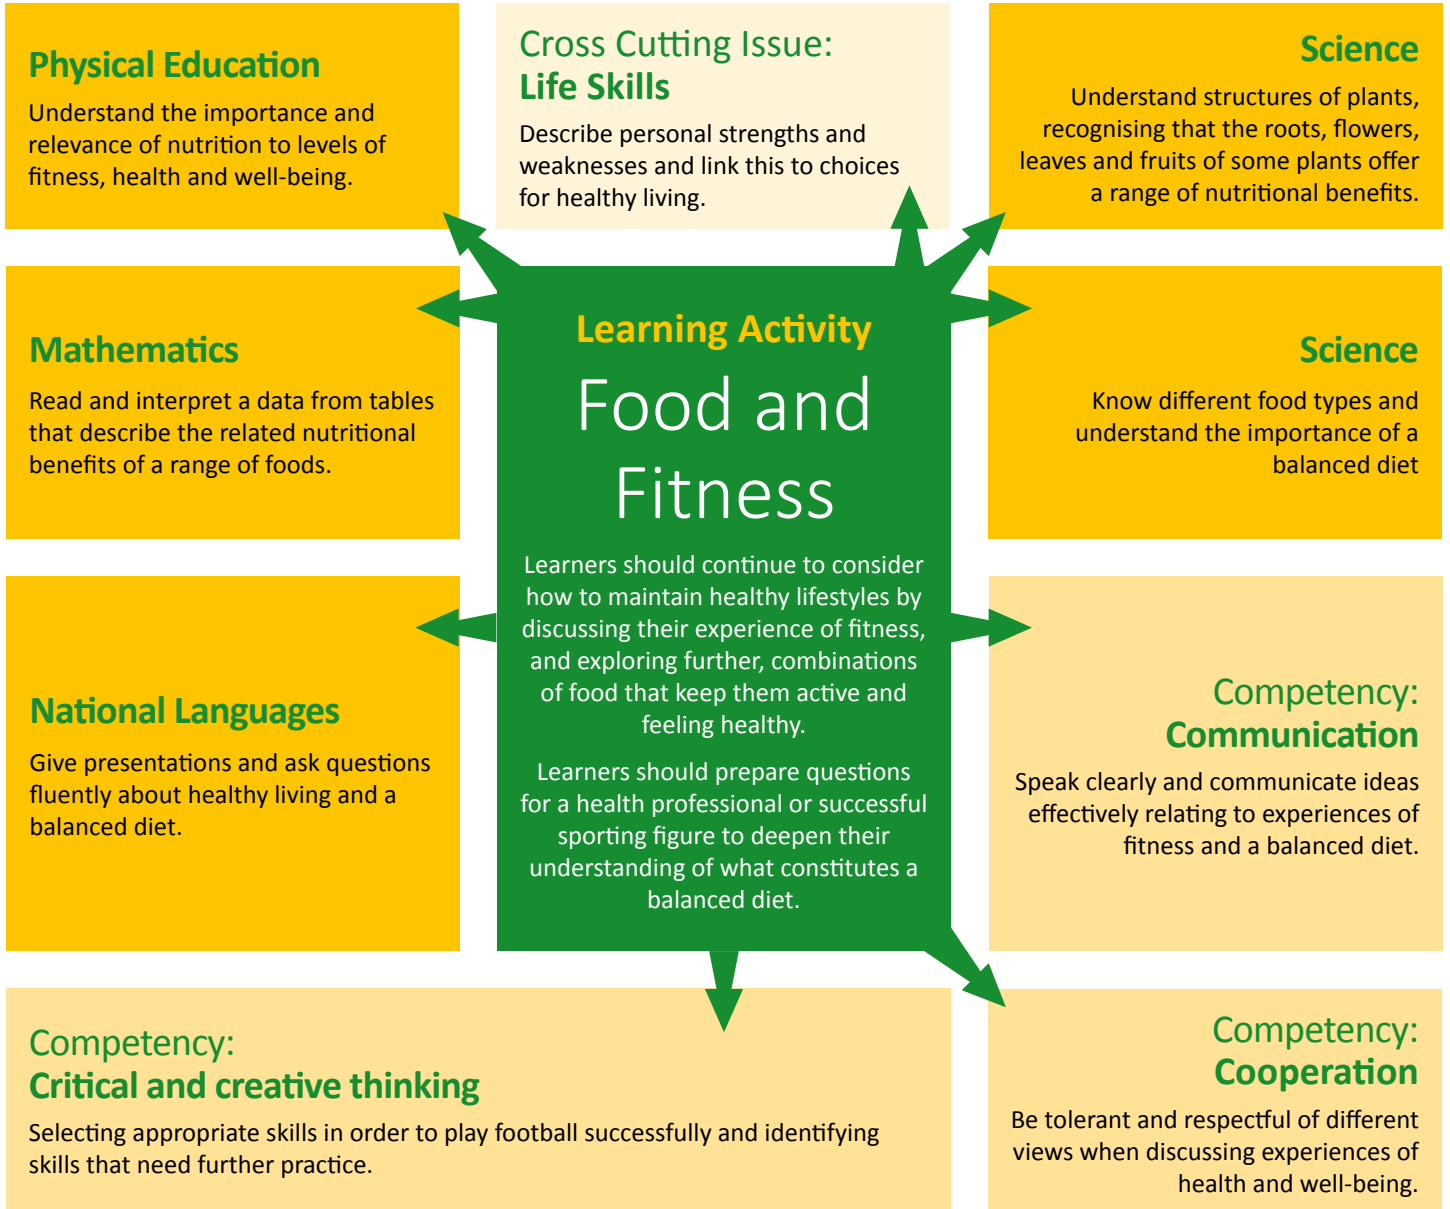 Physical Education
Understand the importance and
relevance of nutrition to levels of
fitness, health and well-being.
Cross Cutting Issue:
Life Skills
Describe personal strengths and
weaknesses and link this to choices
for healthy living.
Science
Understand structures of plants,
recognising that the roots, flowers,
leaves and fruits of some plants offer
a range of nutritional benefits.
Mathematics
Read and interpret a data from tables
that describe the related nutritional
benefits of a range of foods.
Learning Activity
Food and
Fitness
Learners should continue to consider
how to maintain healthy lifestyles by
discussing their experience of fitness,
and exploring further, combinations
of food that keep them active and
feeling healthy.
Learners should prepare questions
for a health professional or successful
sporting figure to deepen their
understanding of what constitutes a
balanced diet.
Science
Know different food types and
understand the importance of a
balanced diet
National Languages
Give presentations and ask questions
fluently about healthy living and a
balanced diet.
Competency:
Communication
Speak clearly and communicate ideas
effectively relating to experiences of
fitness and a balanced diet.
Competency:
Critical and creative thinking
Selecting appropriate skills in order to play football successfully and identifying
skills that need further practice.
Competency:
Cooperation
Be tolerant and respectful of different
views when discussing experiences of
health and well-being.